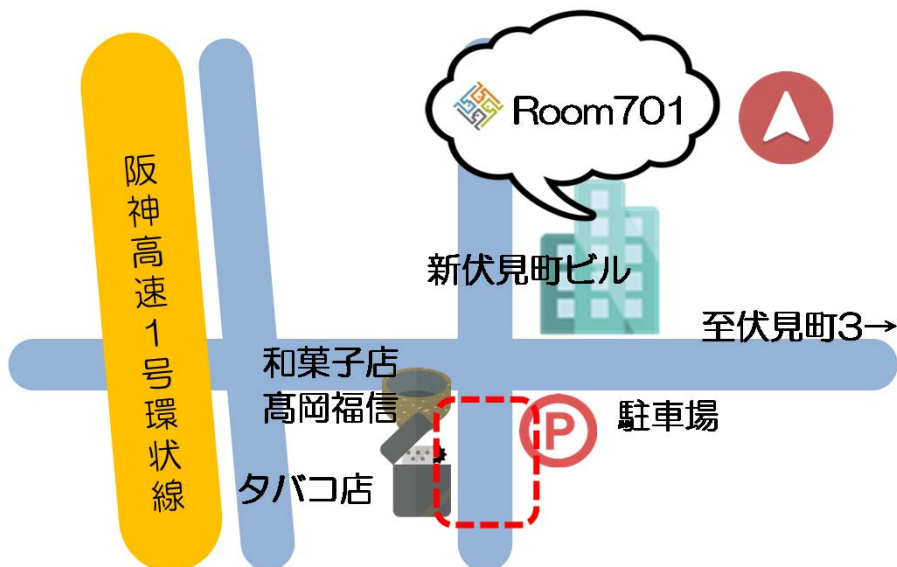 Room701
阪神高速1号環状線
新伏見町ビル
至伏見町3→
和菓子店
髙岡福信
P
駐車場
タバコ店